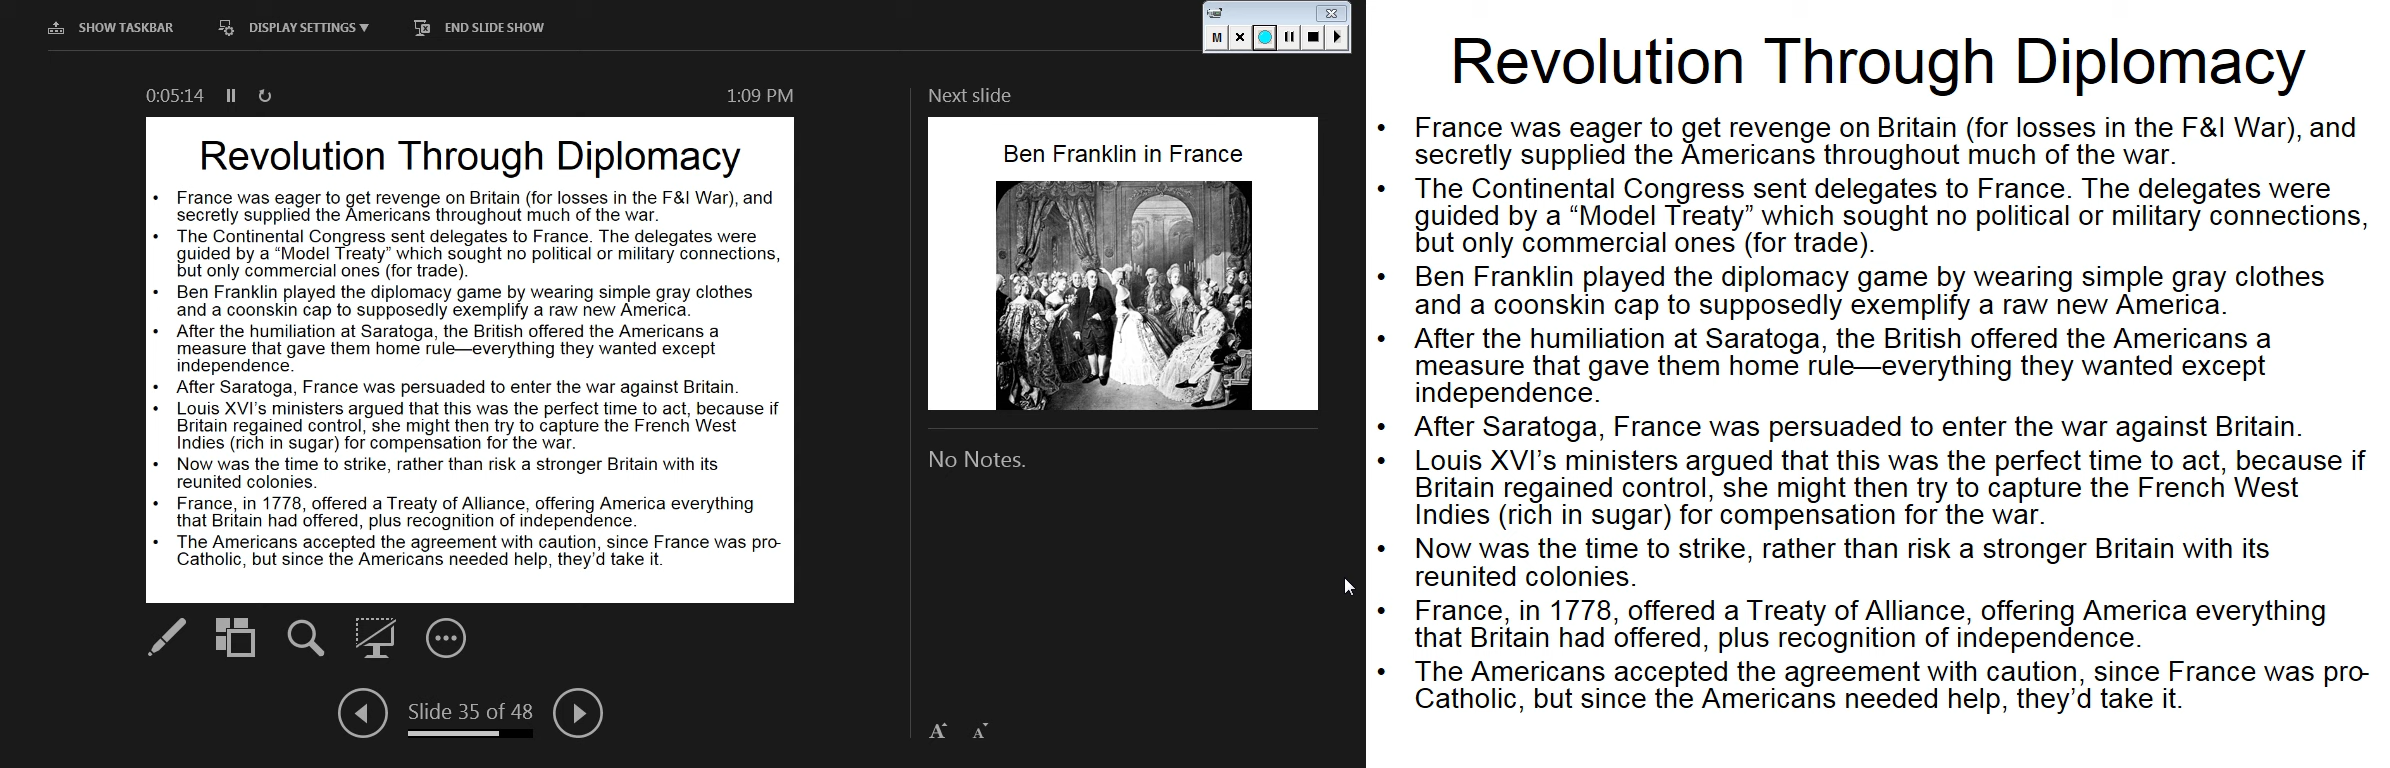 SHOW TASKBAR
DISPLAY SETTINGS ▼
END SLIDE SHOW
M
0:05:14
1:09 PM
Revolution Through Diplomacy
• France was eager to get revenge on Britain (for losses in the F&I War), and
secretly supplied the Americans throughout much of the war.
• The Continental Congress sent delegates to France. The delegates were
guided by a “Model Treaty” which sought no political or military connections,
but only commercial ones (for trade).
• Ben Franklin played the diplomacy game by wearing simple gray clothes
and a coonskin cap to supposedly exemplify a raw new America.
• After the humiliation at Saratoga, the British offered the Americans a
measure that gave them home rule—everything they wanted except
independence.
• After Saratoga, France was persuaded to enter the war against Britain.
• Louis XVI’s ministers argued that this was the perfect time to act, because if
Britain regained control, she might then try to capture the French West
Indies (rich in sugar) for compensation for the war.
• Now was the time to strike, rather than risk a stronger Britain with its
reunited colonies.
• France, in 1778, offered a Treaty of Alliance, offering America everything
that Britain had offered, plus recognition of independence.
• The Americans accepted the agreement with caution, since France was pro-
Catholic, but since the Americans needed help, they’d take it.
Slide 35 of 48
Next slide
Ben Franklin in France
No Notes.
A A
Revolution Through Diplomacy
• France was eager to get revenge on Britain (for losses in the F&I War), and
secretly supplied the Americans throughout much of the war.
• The Continental Congress sent delegates to France. The delegates were
guided by a “Model Treaty” which sought no political or military connections,
but only commercial ones (for trade).
• Ben Franklin played the diplomacy game by wearing simple gray clothes
and a coonskin cap to supposedly exemplify a raw new America.
• After the humiliation at Saratoga, the British offered the Americans a
measure that gave them home rule—everything they wanted except
independence.
• After Saratoga, France was persuaded to enter the war against Britain.
• Louis XVI’s ministers argued that this was the perfect time to act, because if
Britain regained control, she might then try to capture the French West
Indies (rich in sugar) for compensation for the war.
• Now was the time to strike, rather than risk a stronger Britain with its
reunited colonies.
• France, in 1778, offered a Treaty of Alliance, offering America everything
that Britain had offered, plus recognition of independence.
• The Americans accepted the agreement with caution, since France was pro-
Catholic, but since the Americans needed help, they’d take it.